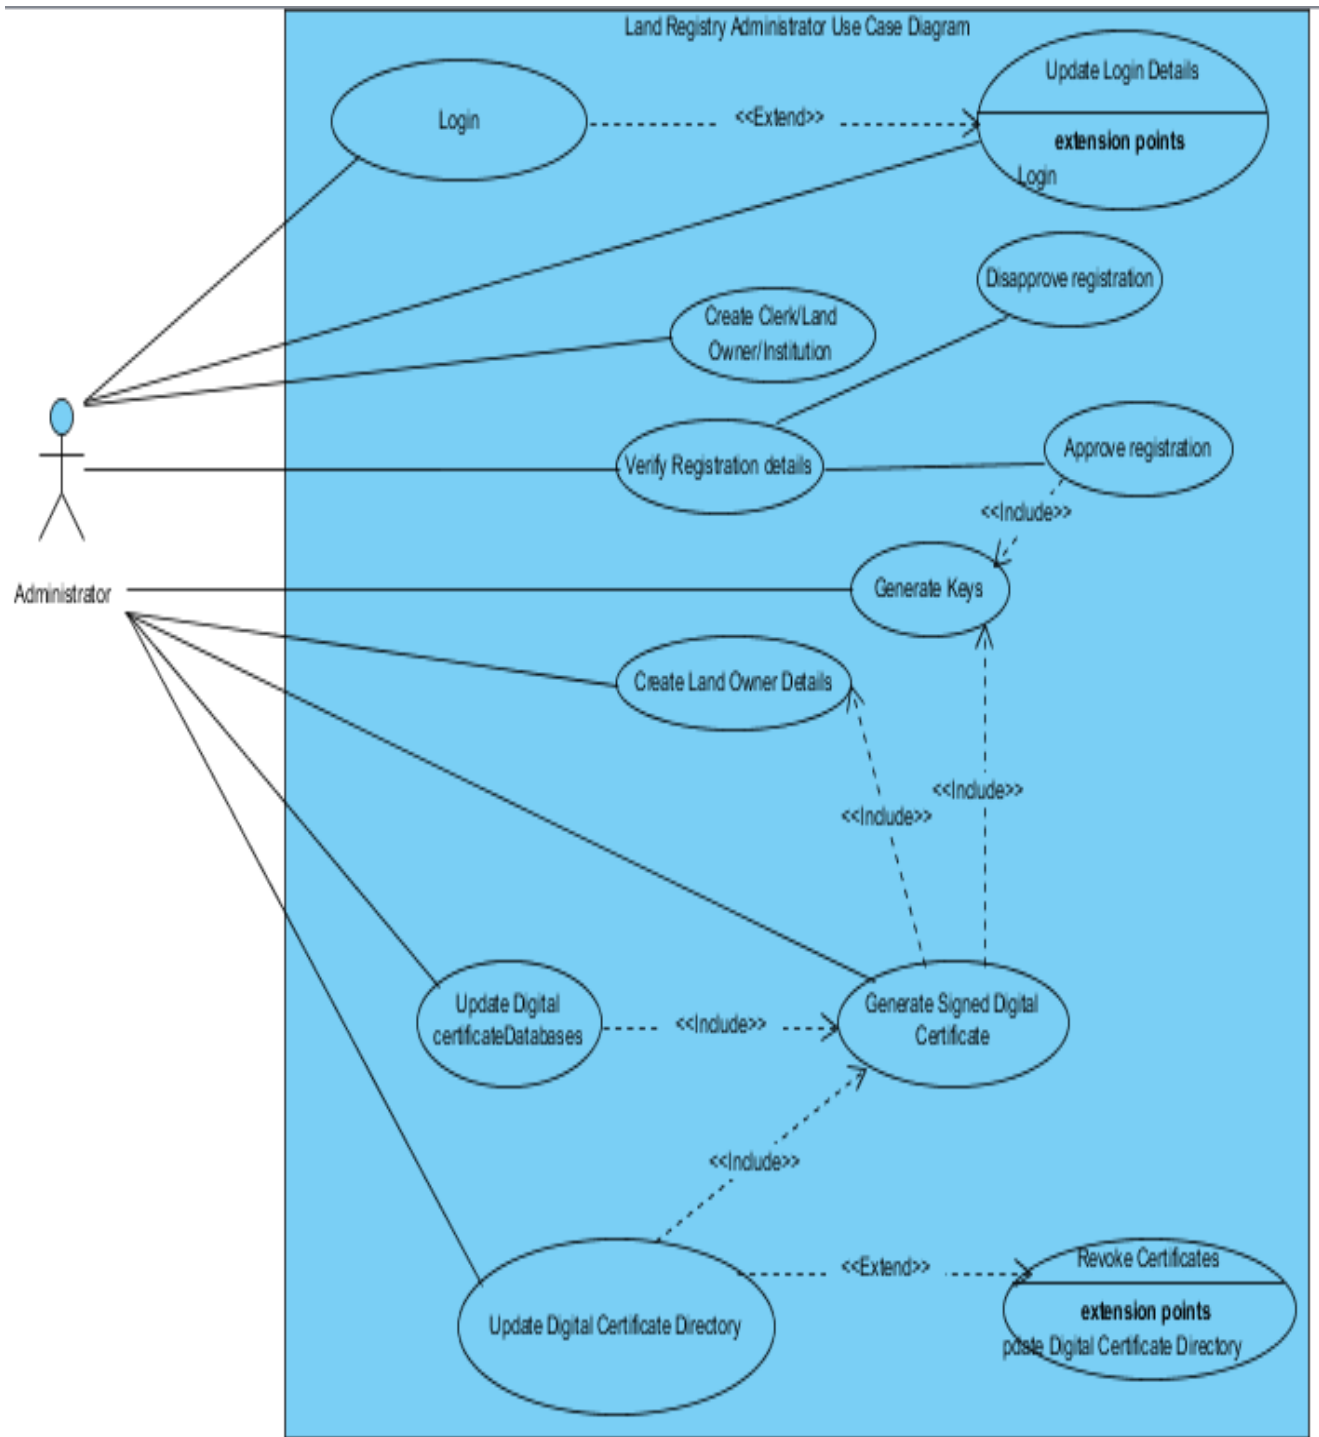 Land Registry Administrator Use Case Diagram
Update Login Details
Login
<<Extend>>
extension points
Login
Disapprove registration
Create Clerk/Land
Owner/Institution
Approve registration
Verify Registration details
<<Include>>
Generate Keys
Administrator
Create Land Owner Details
<<Include>>
<<Include>>
Update Digital
certificateDatabases
Generate Signed Digital
Certificate
<<Include>>
<<Include>>
Revoke Certificates
<<Extend>>
extension points
Update Digital Certificate Directory
pdate Digital Certificate Directory